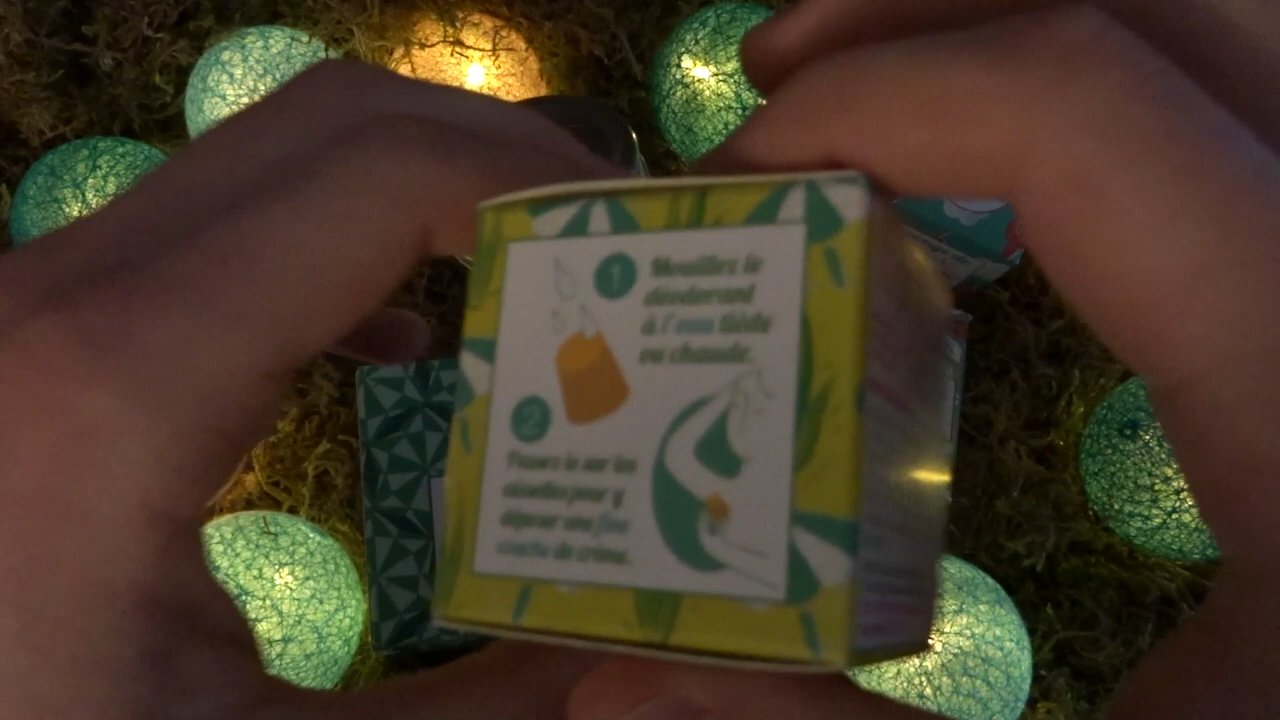 1
Mouillez le
déodorant
à l'eau tiède
ou chaude.
2
Passez le sur les
aisselles pour y
déposer une fine
couche de crème.